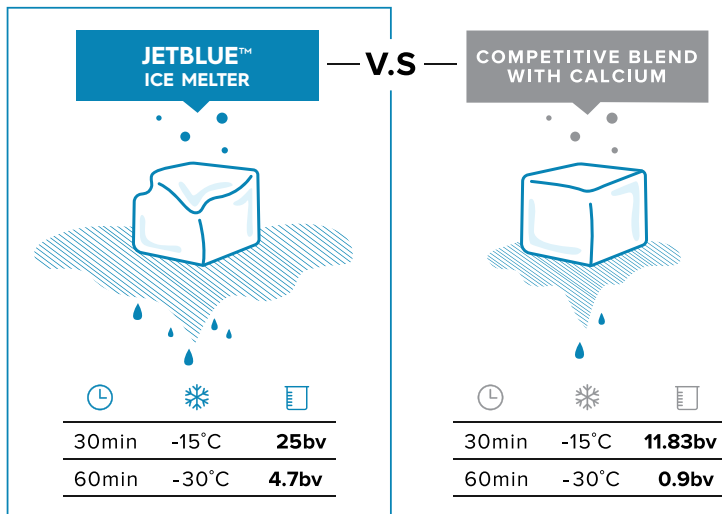 JETBLUE™
ICE MELTER
V.S
COMPETITIVE BLEND
WITH CALCIUM
30min -15°C 25bv
60min -30°C 4.7bv
30min -15°C 11.83bv
60min -30°C 0.9bv